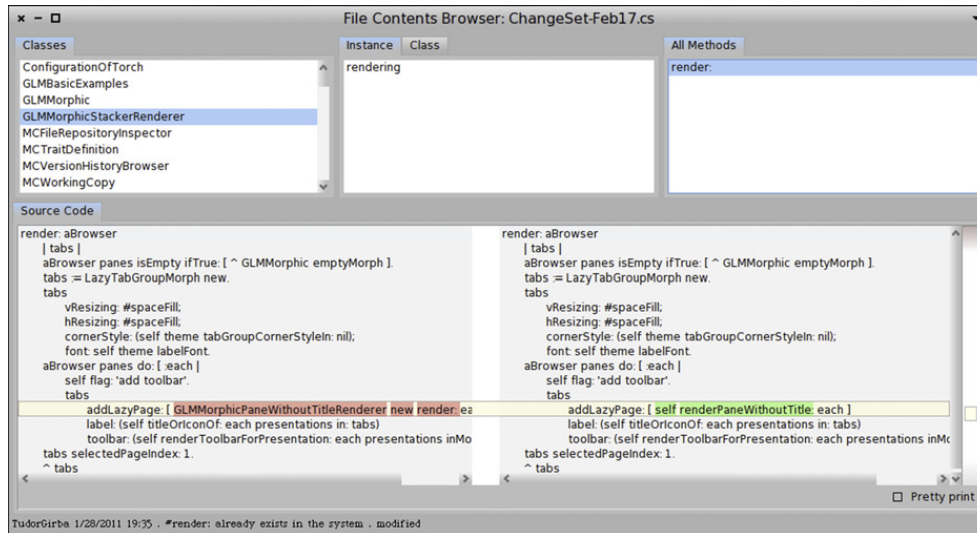 File Contents Browser: ChangeSet-Feb17.cs
Classes
Instance
Class
All Methods
ConfigurationOfTorch
GLMBasicExamples
GLMMorphic
GLMMorphicStackerRenderer
MCFileRepositoryInspector
MCTraitDefinition
MCVersionHistoryBrowser
MCWorkingCopy
rendering
render:
Source Code
render: aBrowser
| tabs |
aBrowser panes isEmpty ifTrue: [ ^ GLMMorphic emptyMorph ].
tabs := LazyTabGroupMorph new.
tabs
vResizing: #spaceFill;
hResizing: #spaceFill;
cornerStyle: (self theme tabGroupCornerStyleIn: nil);
font: self theme labelFont.
aBrowser panes do: [ :each |
self flag: 'add toolbar'.
tabs
addLazyPage: [ GLMMorphicPaneWithoutTitleRenderer new render: ea
label: (self titleOrIconOf: each presentations in: tabs)
toolbar: (self renderToolbarForPresentation: each presentations inMo
tabs selectedPageIndex: 1.
^ tabs
render: aBrowser
| tabs |
aBrowser panes isEmpty ifTrue: [ ^ GLMMorphic emptyMorph ].
tabs := LazyTabGroupMorph new.
tabs
vResizing: #spaceFill;
hResizing: #spaceFill;
cornerStyle: (self theme tabGroupCornerStyleIn: nil);
font: self theme labelFont.
aBrowser panes do: [ :each |
self flag: 'add toolbar'.
tabs
addLazyPage: [ self renderPaneWithoutTitle: each ]
label: (self titleOrIconOf: each presentations in: tabs)
toolbar: (self renderToolbarForPresentation: each presentations inMo
tabs selectedPageIndex: 1.
^ tabs
Pretty print
TudorGirba 1/28/2011 19:35 . #render: already exists in the system . modified